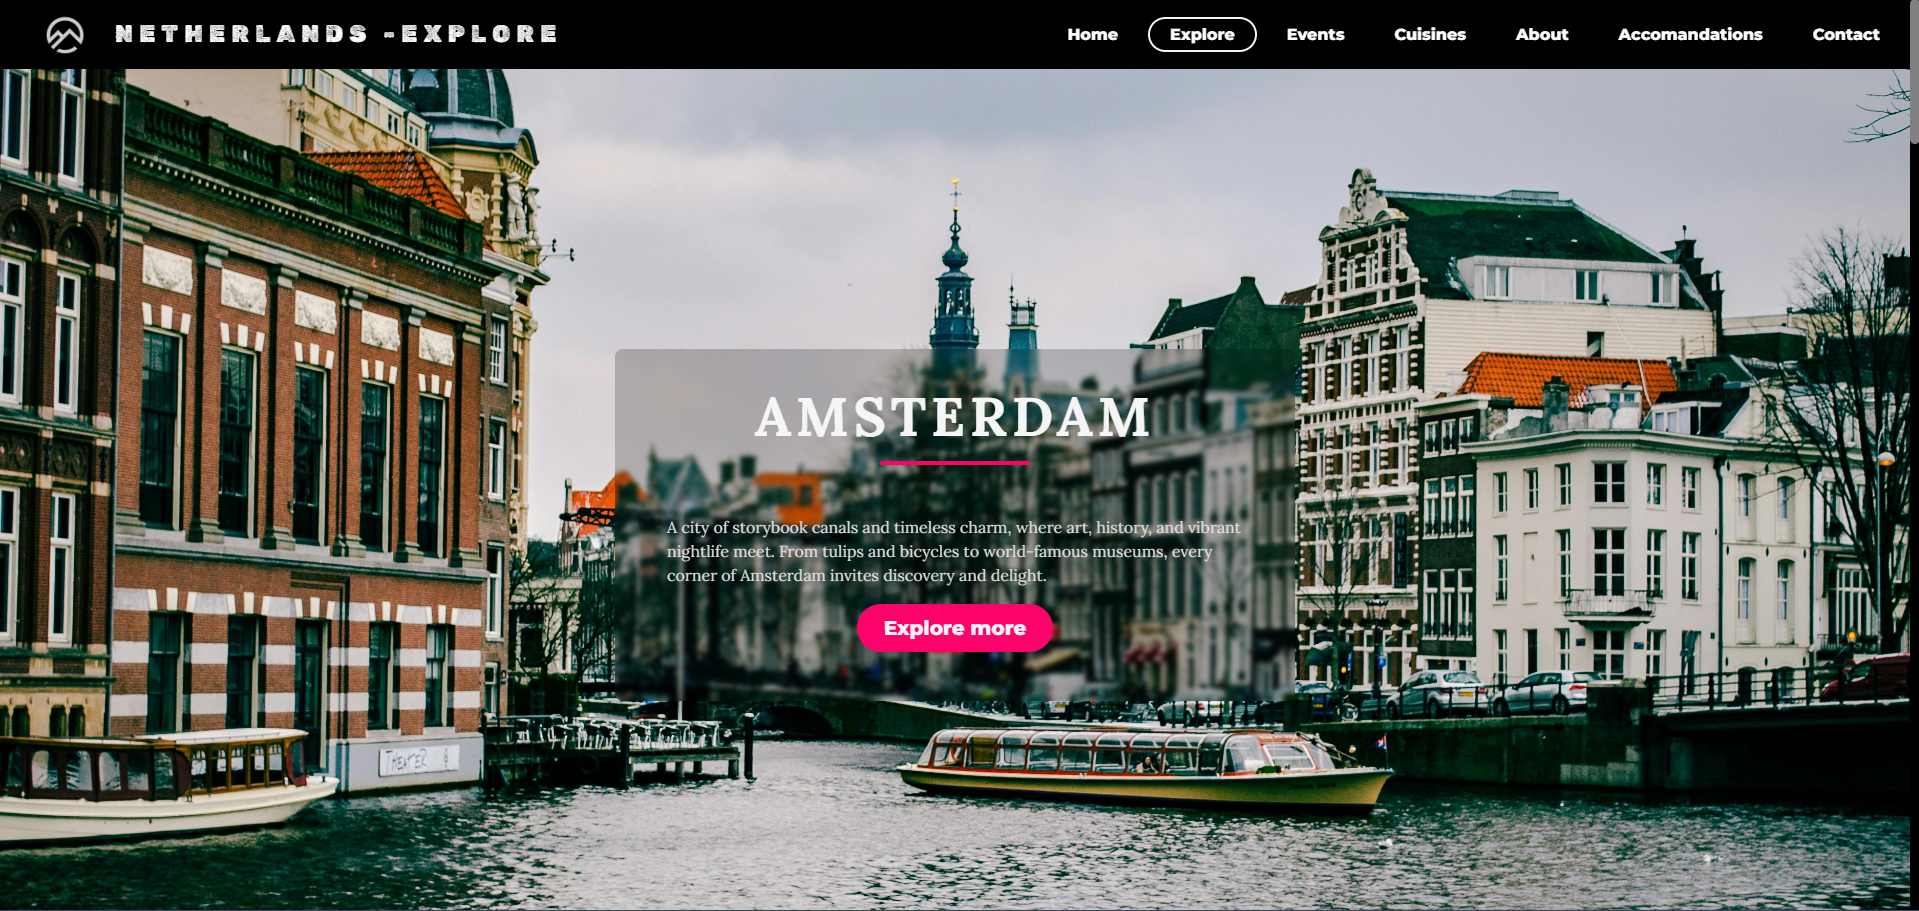 NETHERLANDS -EXPLORE
Home Explore Events Cuisines About Accomandations Contact
AMSTERDAM
A city of storybook canals and timeless charm, where art, history, and vibrant
nightlife meet. From tulips and bicycles to world-famous museums, every
corner of Amsterdam invites discovery and delight.
Explore more
THEATER